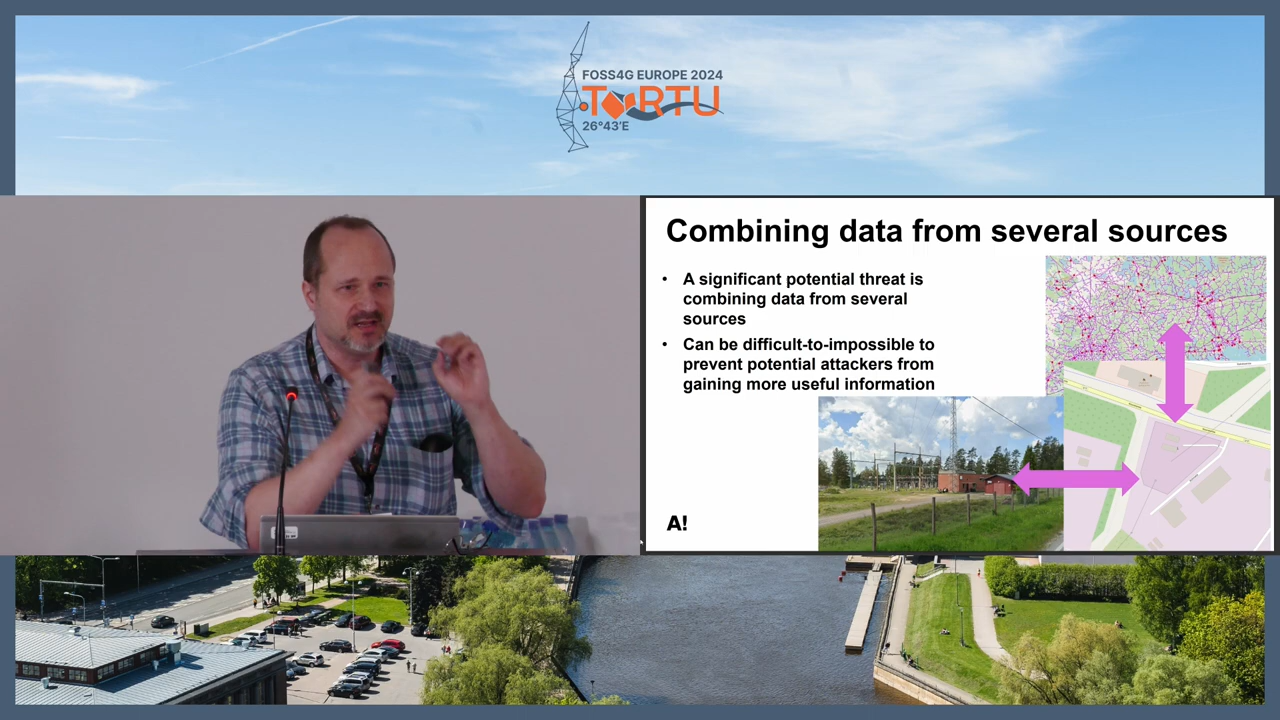 FOSS4G EUROPE 2024
TARTU
26°43'E
Combining data from several sources
• A significant potential threat is
combining data from several
sources
• Can be difficult-to-impossible to
prevent potential attackers from
gaining more useful information
A!